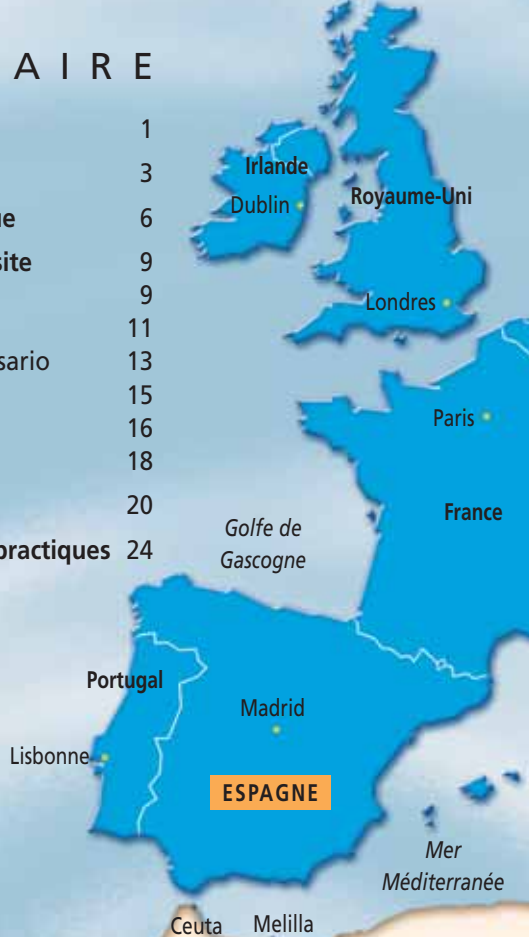 A I R E
1
3
ue 6
site 9
9
11
sario 13
15
16
18
20
practiques 24
Irlande
Dublin
Royaume-Uni
Londres
Paris
France
Golfe de
Gascogne
Portugal
Madrid
Lisbonne
ESPAGNE
Mer
Méditerranée
Ceuta Melilla